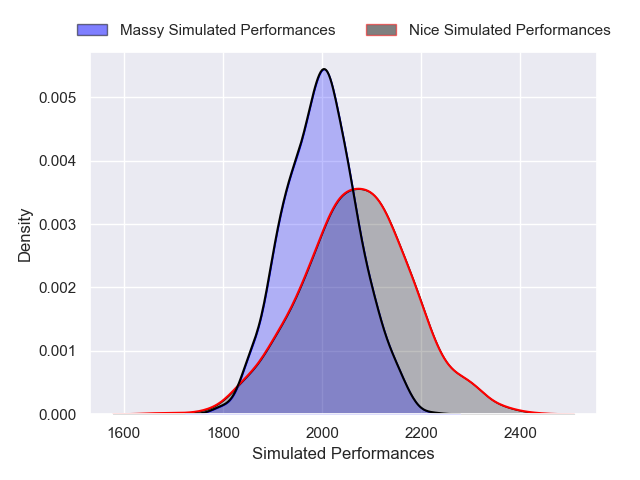 Massy Simulated Performances Nice Simulated Performances
0.005
0.004
0.003
0.002
0.001
0.000
Density
1600 1800 2000 2200 2400
Simulated Performances